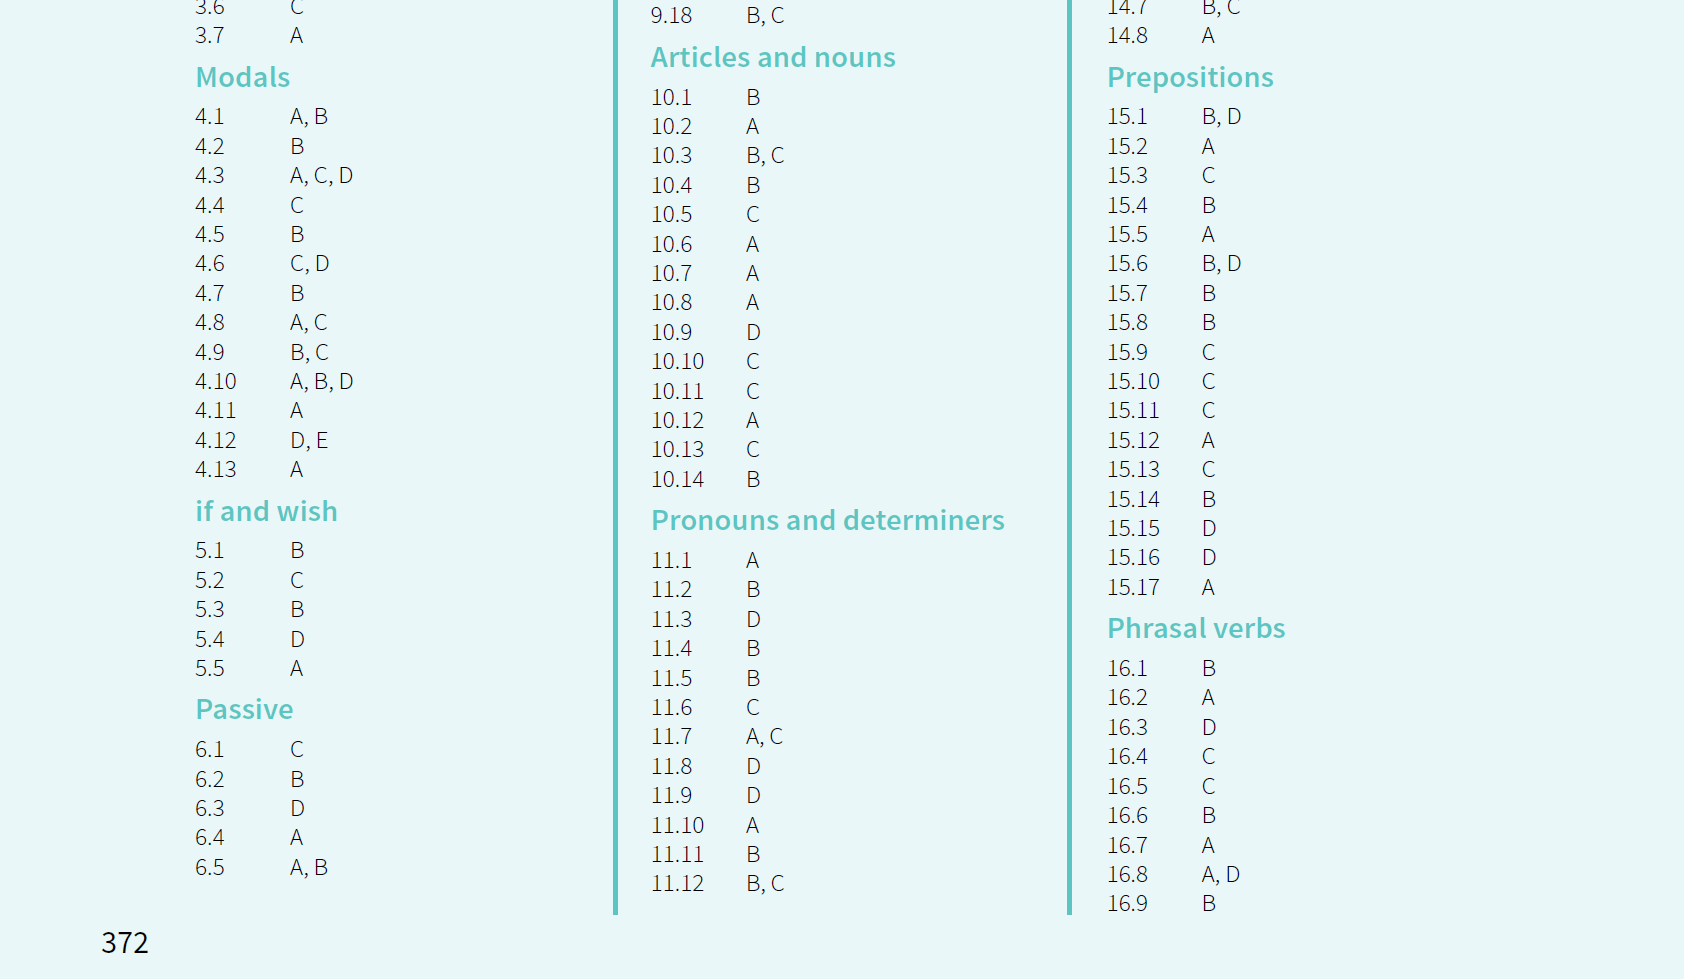 3.6 C
3.7 A
Modals
4.1 A, B
4.2 B
4.3 A, C, D
4.4 C
4.5 B
4.6 C, D
4.7 B
4.8 A, C
4.9 B, C
4.10 A, B, D
4.11 A
4.12 D, E
4.13 A
if and wish
5.1 B
5.2 C
5.3 B
5.4 D
5.5 A
Passive
6.1 C
6.2 B
6.3 D
6.4 A
6.5 A, B
9.18 B, C
Articles and nouns
10.1 B
10.2 A
10.3 B, C
10.4 B
10.5 C
10.6 A
10.7 A
10.8 A
10.9 D
10.10 C
10.11 C
10.12 A
10.13 C
10.14 B
Pronouns and determiners
11.1 A
11.2 B
11.3 D
11.4 B
11.5 B
11.6 C
11.7 A, C
11.8 D
11.9 D
11.10 A
11.11 B
11.12 B, C
14.7 B, C
14.8 A
Prepositions
15.1 B, D
15.2 A
15.3 C
15.4 B
15.5 A
15.6 B, D
15.7 B
15.8 B
15.9 C
15.10 C
15.11 C
15.12 A
15.13 C
15.14 B
15.15 D
15.16 D
15.17 A
Phrasal verbs
16.1 B
16.2 A
16.3 D
16.4 C
16.5 C
16.6 B
16.7 A
16.8 A, D
16.9 B
372